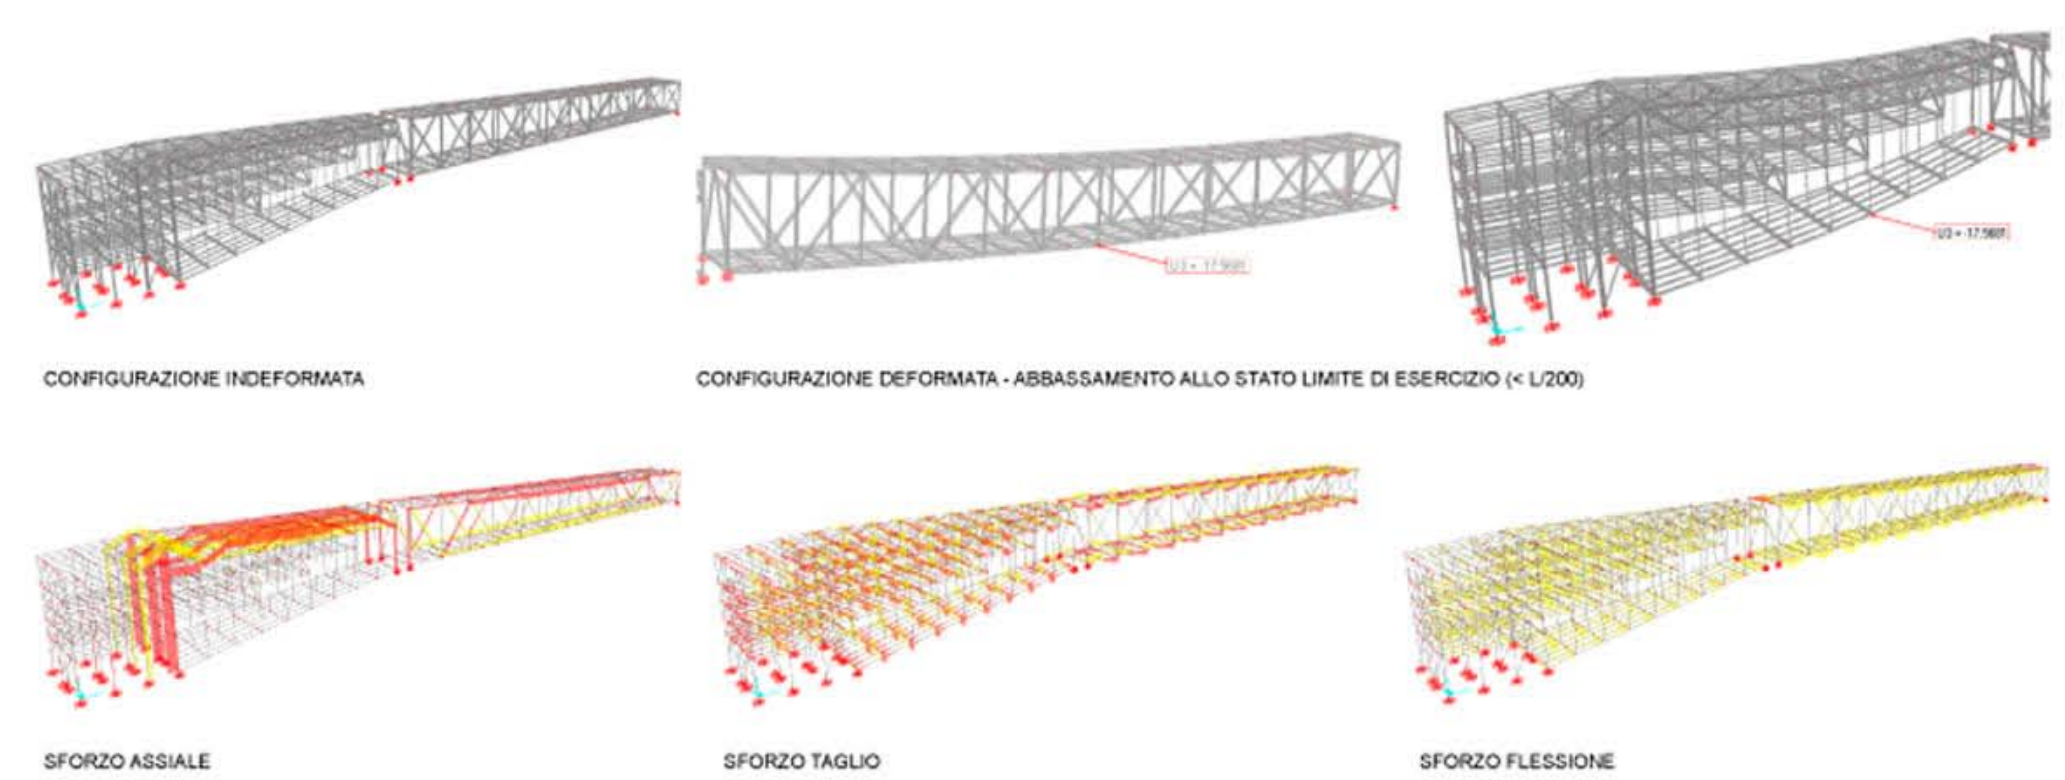 CONFIGURAZIONE INDEFORMATA
CONFIGURAZIONE DEFORMATA - ABBASSAMENTO ALLO STATO LIMITE DI ESERCIZIO (< L/200)
SFORZO ASSIALE
SFORZO TAGLIO
SFORZO FLESSIONE